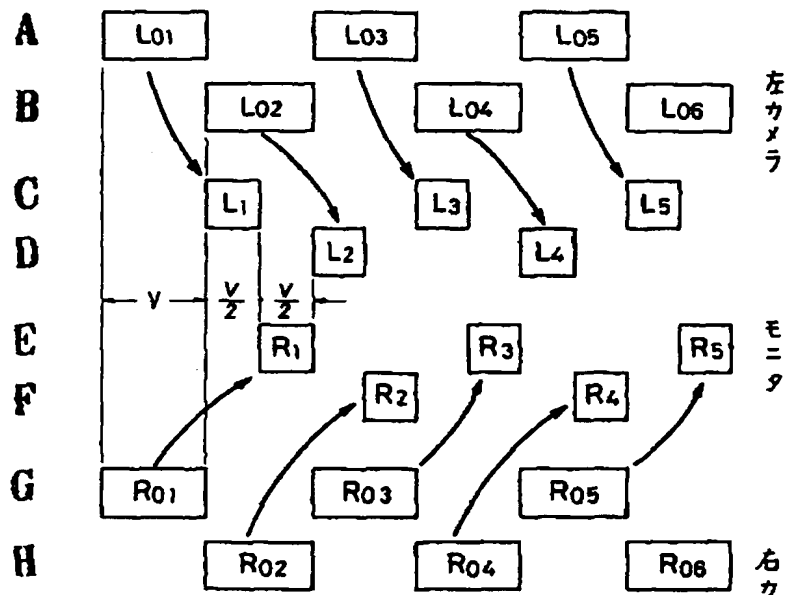 A L01 L03 L05
B L02 L04 L06
左カメラ
C L1 L3 L5
D L2 L4
V V/2 V/2
E R1 R3 R5
モニタ
F R2 R4
G R01 R03 R05
H R02 R04 R06
右カ